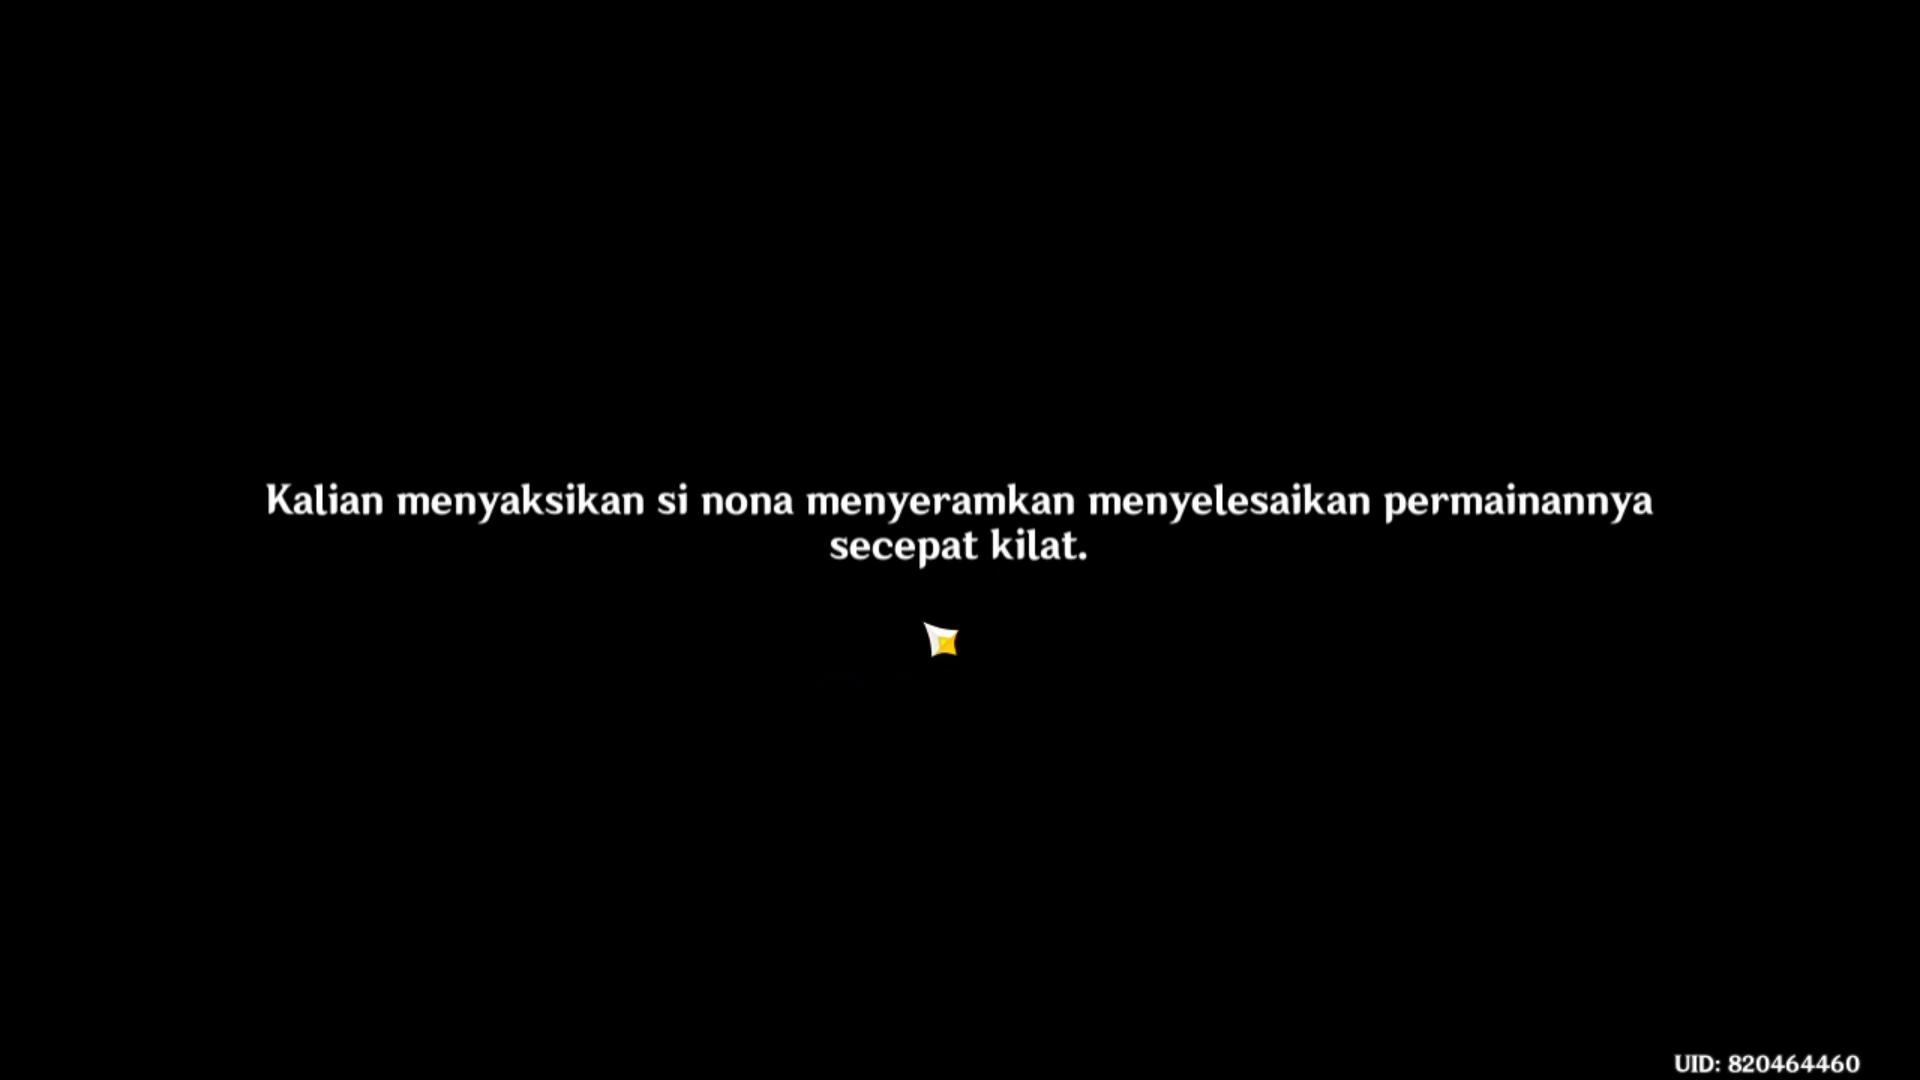 Kalian menyaksikan si nona menyeramkan menyelesaikan permainannya
secepat kilat.
UID: 820464460